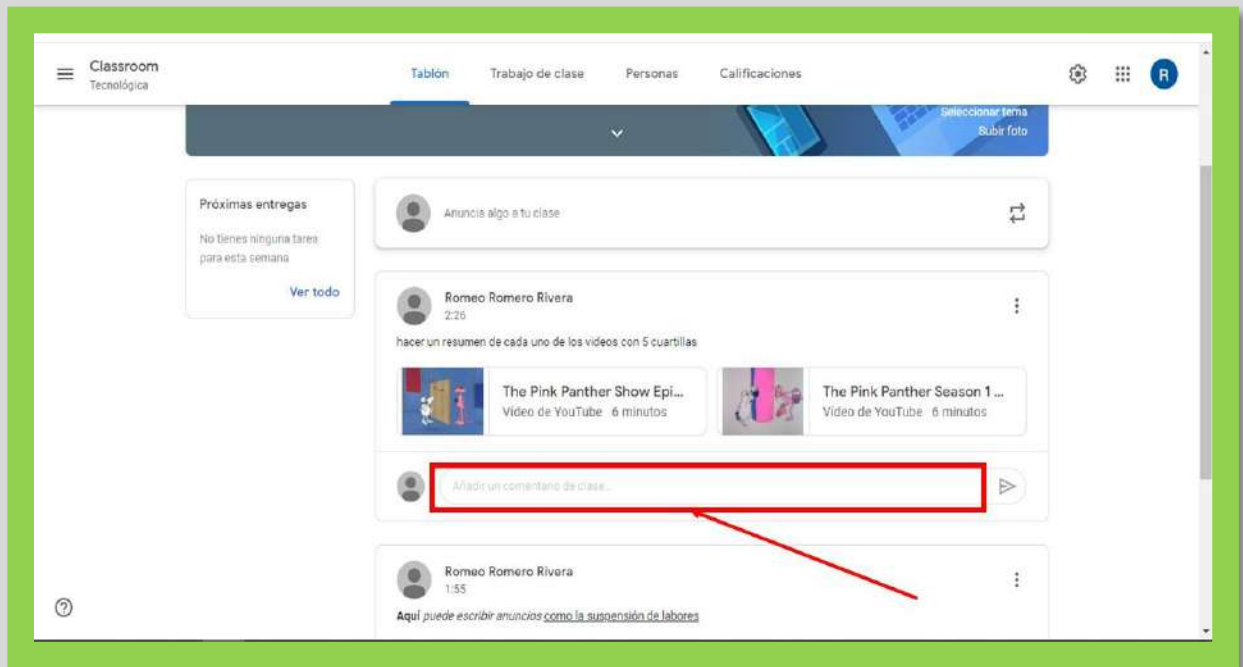 Classroom
Tecnológica
Tablón
Trabajo de clase
Personas
Calificaciones
R
Seleccionar tema
Subir foto
Próximas entregas
No tienes ninguna tarea
para esta semana
Ver todo
Anuncia algo a tu clase
Romeo Romero Rivera
2:26
hacer un resumen de cada uno de los videos con 5 cuartillas
The Pink Panther Show Epi...
Vídeo de YouTube 6 minutos
The Pink Panther Season 1 ...
Vídeo de YouTube 6 minutos
Añadir un comentario de clase...
Romeo Romero Rivera
1:55
Aquí puede escribir anuncios como la suspensión de labores